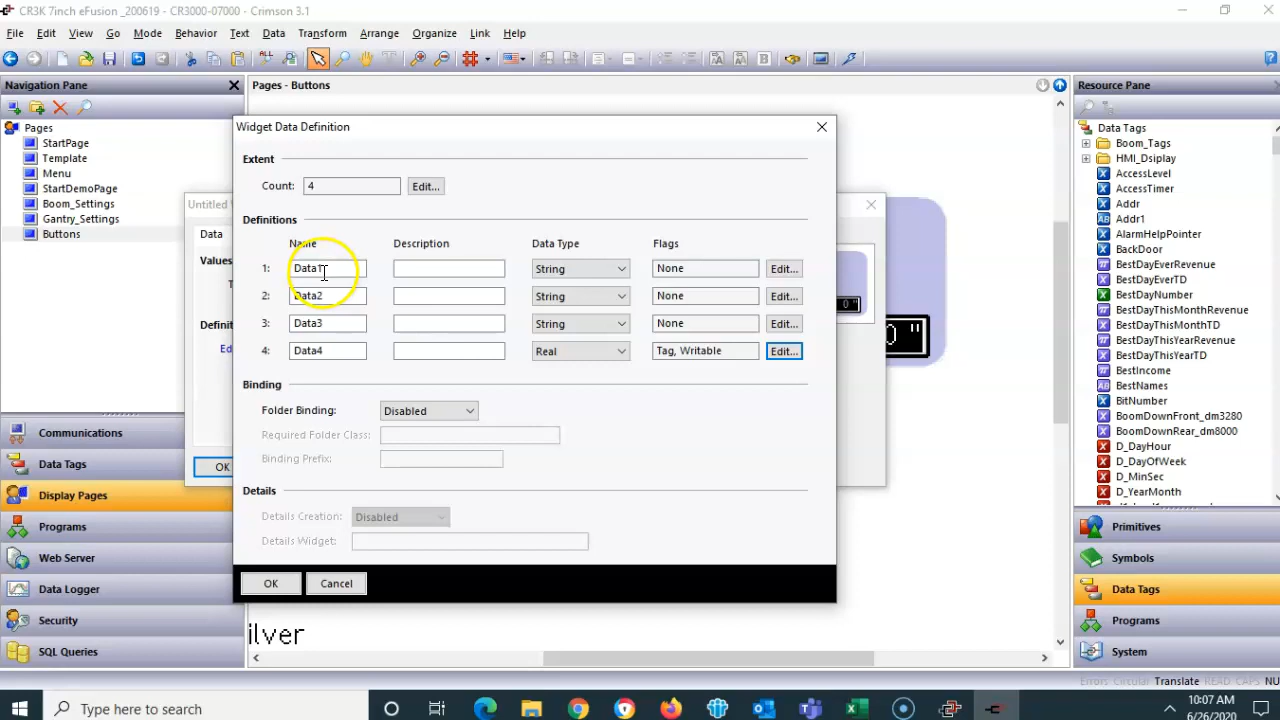 CR3K 7inch eFusion _200619 - CR3000-07000 - Crimson 3.1
File Edit View Go Mode Behavior Text Data Transform Arrange Organize Link Help
Navigation Pane
Pages
StartPage
Template
Menu
StartDemoPage
Boom_Settings
Gantry_Settings
Buttons
Communications
Data Tags
Display Pages
Programs
Web Server
Data Logger
Security
SQL Queries
Pages - Buttons
Data
OK
0 "
0 "
ilver
Widget Data Definition
Extent
Count: 4 Edit...
Definitions
Name Description Data Type Flags
1: Data1 String None Edit...
2: Data2 String None Edit...
3: Data3 String None Edit...
4: Data4 Real Tag, Writable Edit...
Binding
Folder Binding: Disabled
Required Folder Class:
Binding Prefix:
Details
Details Creation: Disabled
Details Widget:
OK Cancel
Resource Pane
Data Tags
Boom_Tags
HMI_Dsiplay
AccessLevel
AccessTimer
Addr
Addr1
AlarmHelpPointer
BackDoor
BestDayEverRevenue
BestDayEverTD
BestDayNumber
BestDayThisMonthRevenue
BestDayThisMonthTD
BestDayThisYearRevenue
BestDayThisYearTD
BestIncome
BestNames
BitNumber
BoomDownFront_dm3280
BoomDownRear_dm8000
D_DayHour
D_DayOfWeek
D_MinSec
D_YearMonth
Primitives
Symbols
Data Tags
Programs
System
Errors Circular Translate READ CAPS NU
Type here to search
10:07 AM
6/26/2020